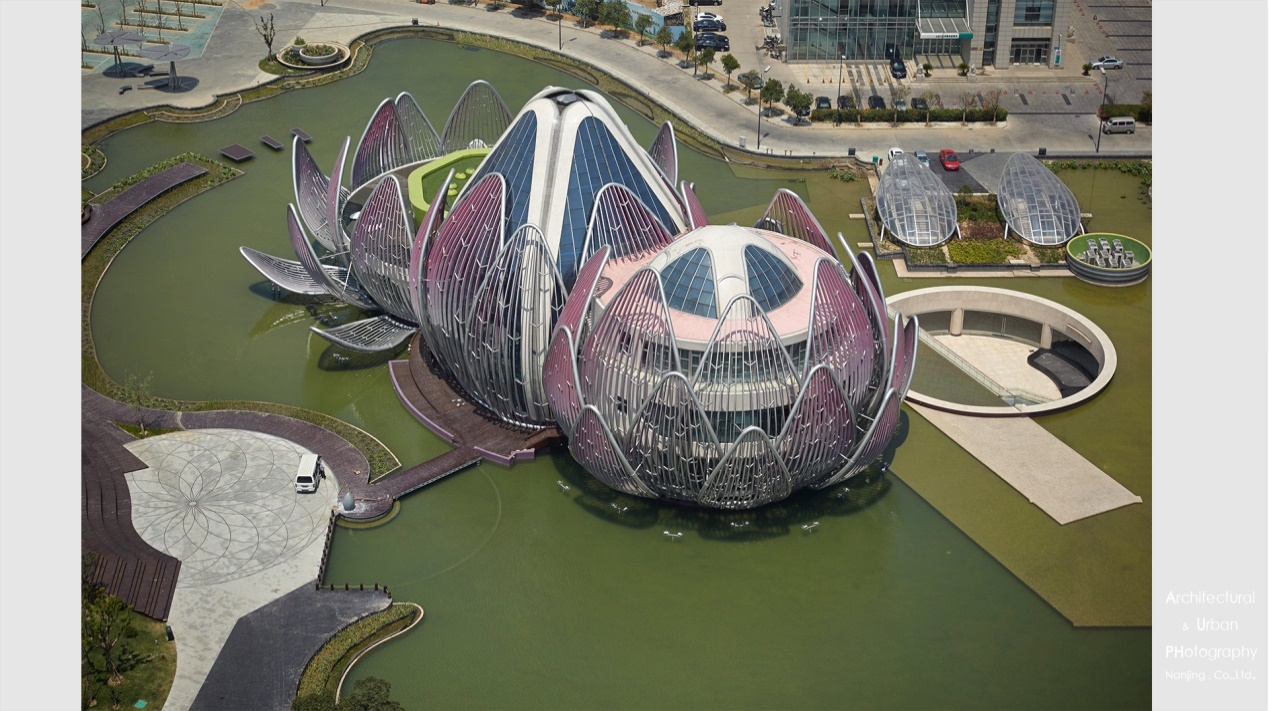 Architectural
& Urban
PHotography
Nanjing . Co.,Ltd.